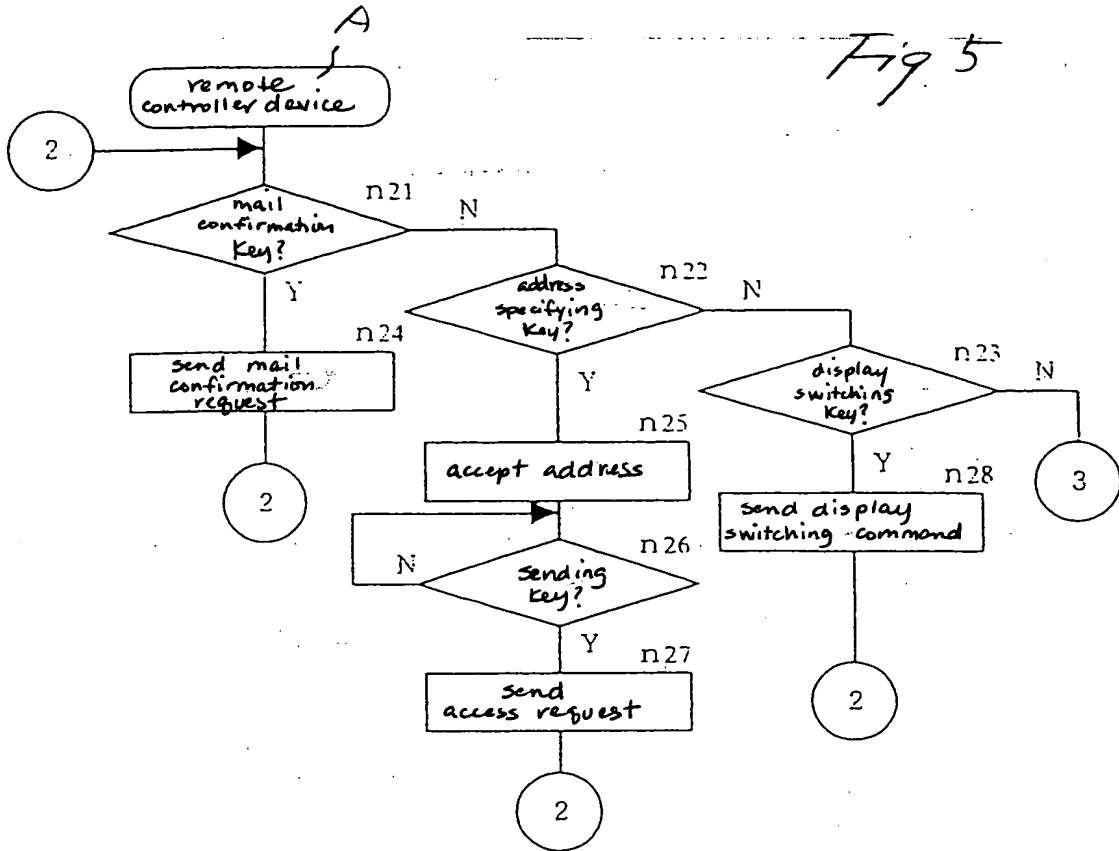 A
Fig 5
remote
controller device
2
n21
mail
confirmation
Key?
N
Y
n22
address
specifying
Key?
N
Y
n24
send mail
confirmation
request
2
n23
display
switching
Key?
N
Y
3
n25
accept address
n28
send display
switching command
2
n26
sending
key?
N
Y
n27
send
access request
2